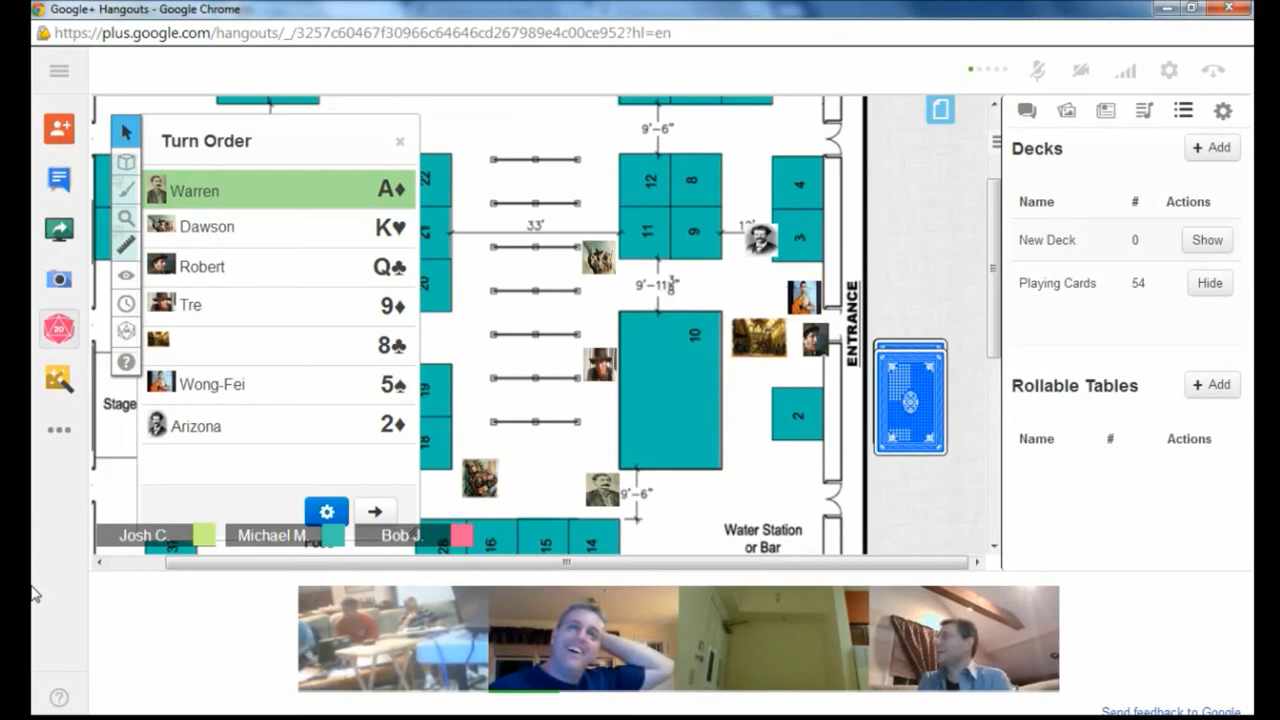 Google+ Hangouts - Google Chrome
https://plus.google.com/hangouts/_/3257c60467f30966c64646cd267989e4c00ce952?hl=en
Turn Order
Warren A♦
Dawson K♥
Robert Q♣
Tre 9♦
8♣
Wong-Fei 5♠
Arizona 2♦
Josh C.
Michael M.
Bob J.
Stage
22
21
20
19
18
33'
9'-6"
12
8
11
9
4
3
9'-11⅜"
10
2
ENTRANCE
9'-6"
16
15
14
Water Station
or Bar
Decks
+ Add
Name # Actions
New Deck 0 Show
Playing Cards 54 Hide
Rollable Tables
+ Add
Name # Actions
20
Send feedback to Google